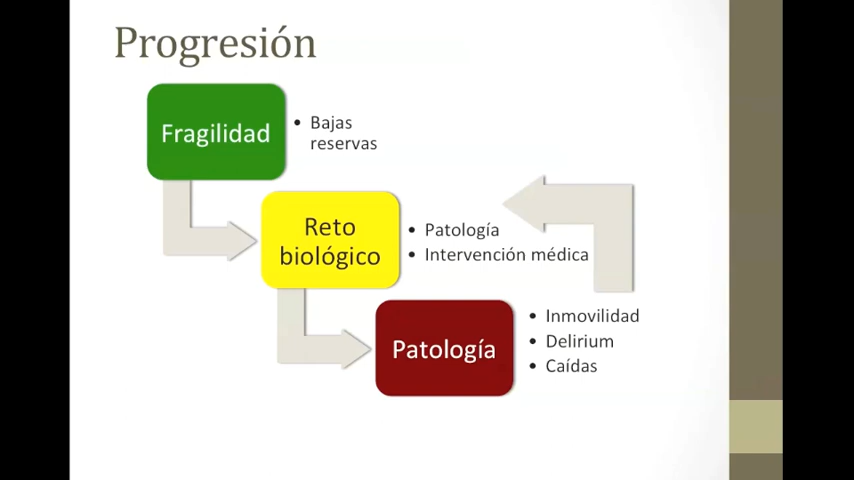 Progresión
Fragilidad
• Bajas
reservas
Reto
biológico
• Patología
• Intervención médica
Patología
• Inmovilidad
• Delirium
• Caídas